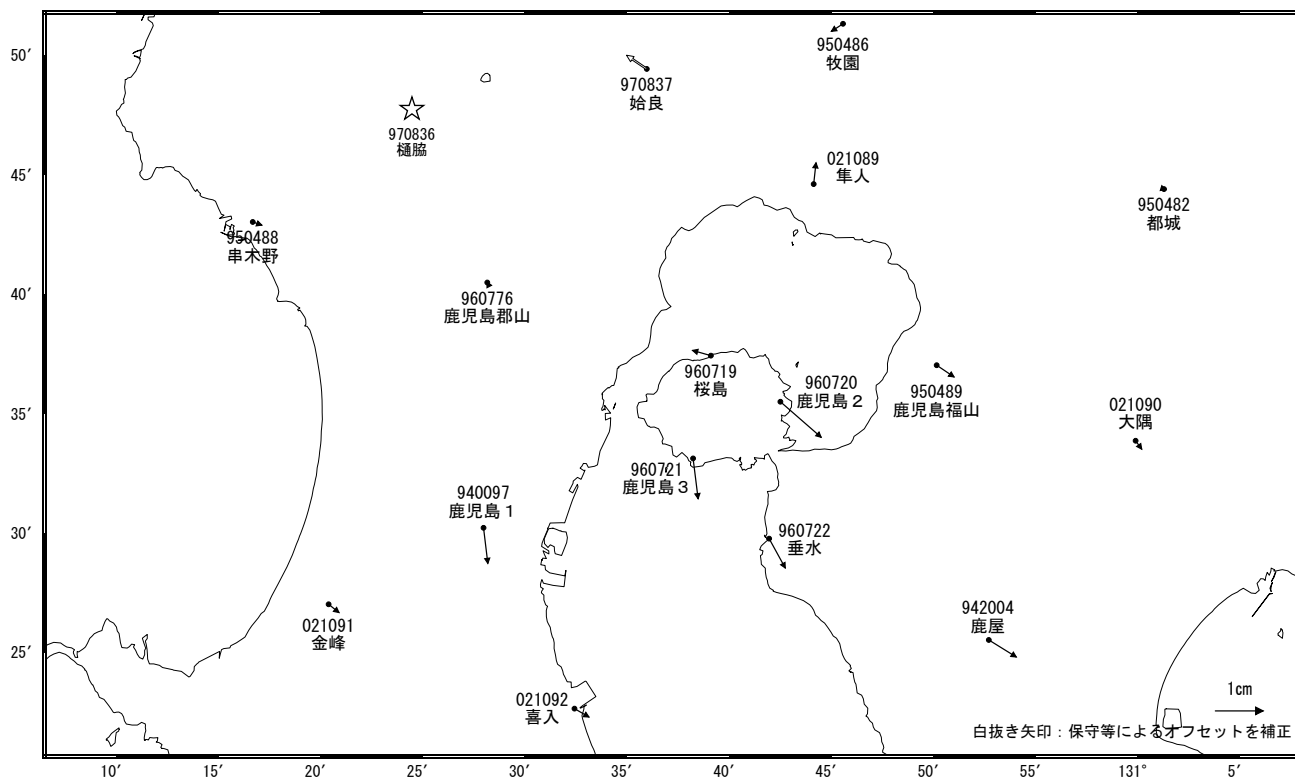 50′
950486
牧園
970837
姶良
970836
樋脇
45′
021089
隼人
950482
都城
950488
串木野
40′
960776
鹿児島郡山
960719
桜島
960720
鹿児島2
950489
鹿児島福山
35′
021090
大隅
960721
鹿児島3
940097
鹿児島1
30′
960722
垂水
021091
金峰
942004
鹿屋
25′
021092
喜入
1cm
白抜き矢印：保守等によるオフセットを補正
10′ 15′ 20′ 25′ 30′ 35′ 40′ 45′ 50′ 55′ 131° 5′